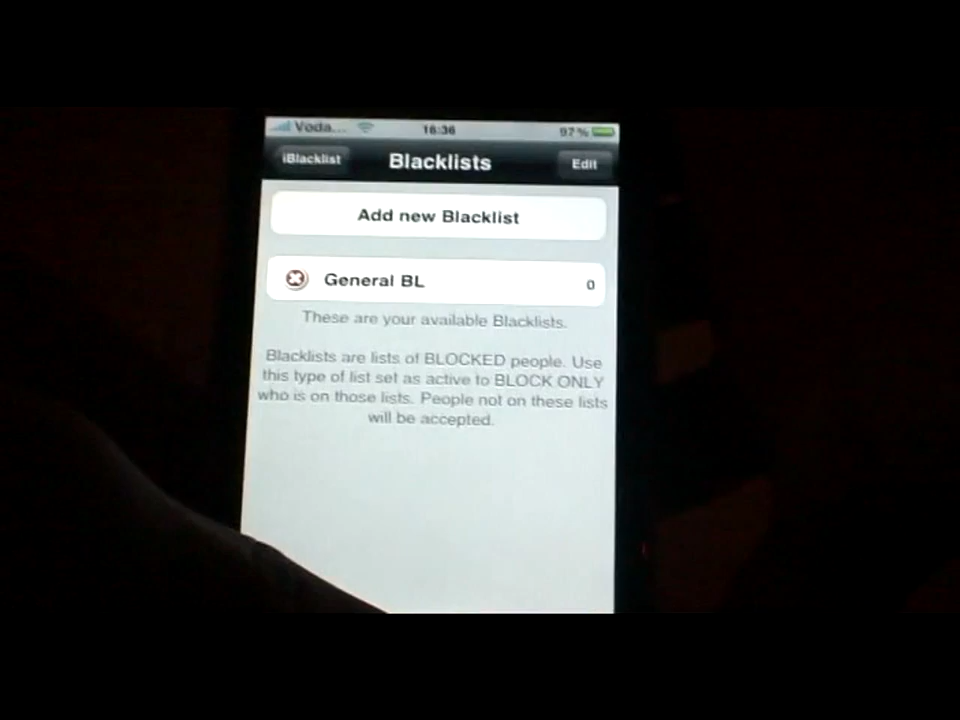 Voda... 16:36 97%
iBlacklist Blacklists Edit
Add new Blacklist
General BL 0
These are your available Blacklists.
Blacklists are lists of BLOCKED people. Use
this type of list set as active to BLOCK ONLY
who is on those lists. People not on these lists
will be accepted.